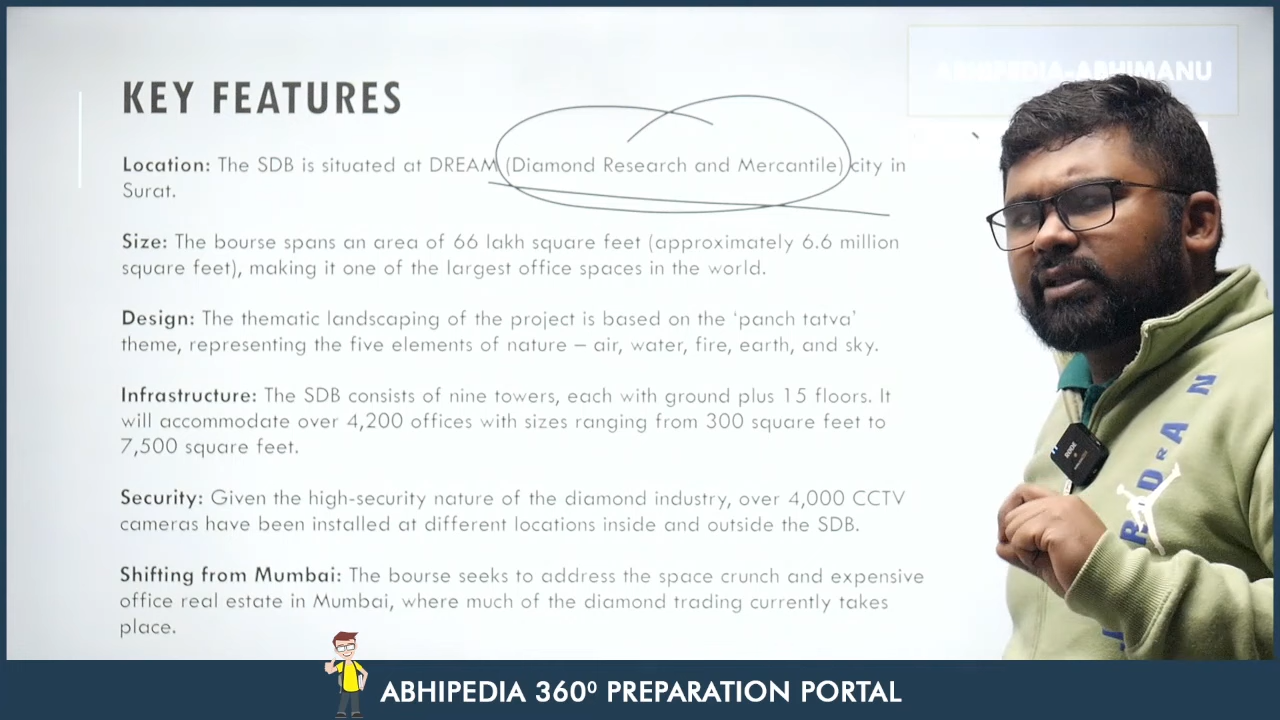 ABHIPEDIA-ABHIMANU
KEY FEATURES
Location: The SDB is situated at DREAM (Diamond Research and Mercantile) city in
Surat.
Size: The bourse spans an area of 66 lakh square feet (approximately 6.6 million
square feet), making it one of the largest office spaces in the world.
Design: The thematic landscaping of the project is based on the ‘panch tatva’
theme, representing the five elements of nature – air, water, fire, earth, and sky.
Infrastructure: The SDB consists of nine towers, each with ground plus 15 floors. It
will accommodate over 4,200 offices with sizes ranging from 300 square feet to
7,500 square feet.
Security: Given the high-security nature of the diamond industry, over 4,000 CCTV
cameras have been installed at different locations inside and outside the SDB.
Shifting from Mumbai: The bourse seeks to address the space crunch and expensive
office real estate in Mumbai, where much of the diamond trading currently takes
place.
JORDAN
ABHIPEDIA 360⁰ PREPARATION PORTAL